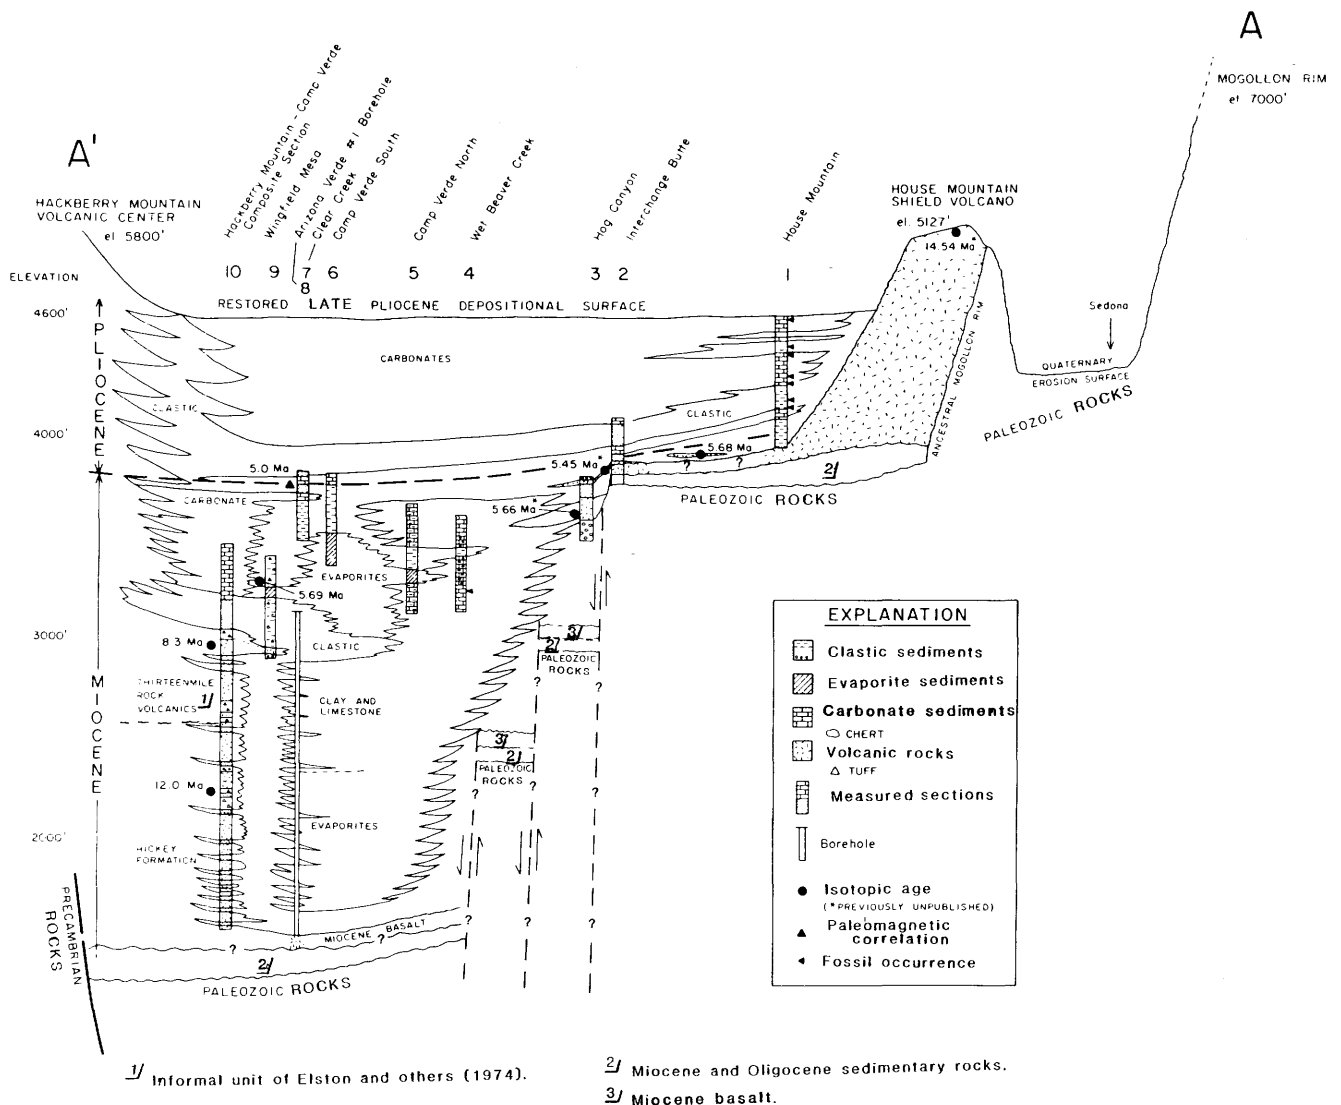 A
MOGOLLON RIM
el 7000'
A'
HACKBERRY MOUNTAIN
VOLCANIC CENTER
el 5800'
Hackberry Mountain - Camp Verde
Composite Section
Wingfield Mesa
Arizona Verde #1 Borehole
Clear Creek
Camp Verde South
Camp Verde North
Wet Beaver Creek
Hog Canyon
Interchange Butte
House Mountain
HOUSE MOUNTAIN
SHIELD VOLCANO
el. 5127'
14.54 Ma*
ELEVATION
10 9 7 6 5 4 3 2 1
8
RESTORED LATE PLIOCENE DEPOSITIONAL SURFACE
4600'
4000'
3000'
2000'
PLIOCENE
MIOCENE
Sedona
QUATERNARY
EROSION SURFACE
PALEOZOIC ROCKS
ANCESTRAL MOGOLLON RIM
CARBONATES
CLASTIC
CLASTIC
5.0 Ma
5.45 Ma*
5.68 Ma
? ?
2/
PALEOZOIC ROCKS
CARBONATE
5.66 Ma*
EVAPORITES
5.69 Ma
8.3 Ma
CLASTIC
3/
2/
PALEOZOIC
ROCKS
? ?
THIRTEENMILE
ROCK
VOLCANICS 1/
CLAY AND
LIMESTONE
3/
2/
PALEOZOIC
ROCKS
? ? ?
12.0 Ma
EVAPORITES
HICKEY
FORMATION
PRECAMBRIAN
ROCKS
MIOCENE BASALT
? ? ? ? ?
2/
PALEOZOIC ROCKS
EXPLANATION
Clastic sediments
Evaporite sediments
Carbonate sediments
CHERT
Volcanic rocks
TUFF
Measured sections
Borehole
Isotopic age
(*PREVIOUSLY UNPUBLISHED)
Paleomagnetic
correlation
Fossil occurrence
1/ Informal unit of Elston and others (1974).
2/ Miocene and Oligocene sedimentary rocks.
3/ Miocene basalt.